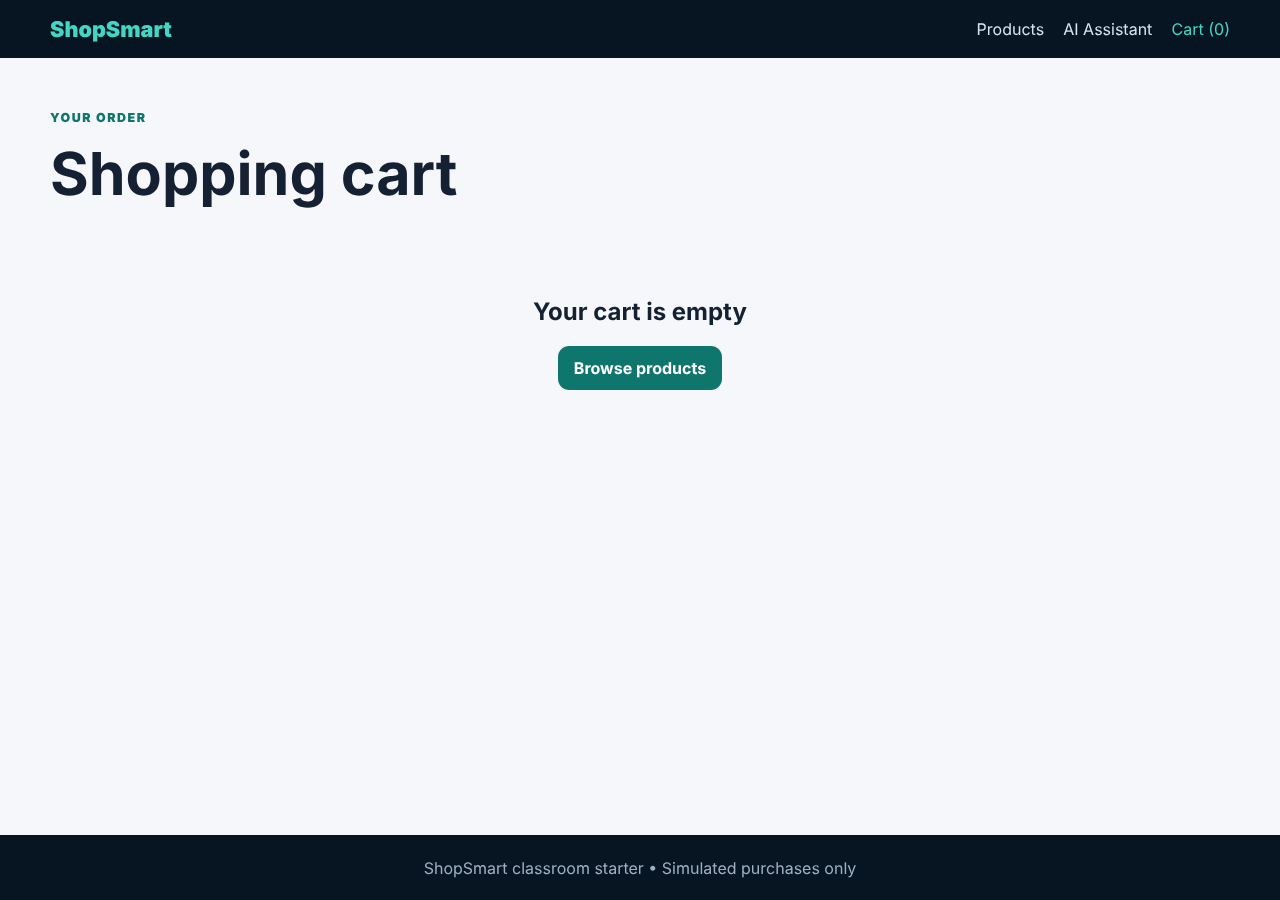 ShopSmart
Products AI Assistant Cart (0)
YOUR ORDER
Shopping cart
Your cart is empty
Browse products
ShopSmart classroom starter • Simulated purchases only